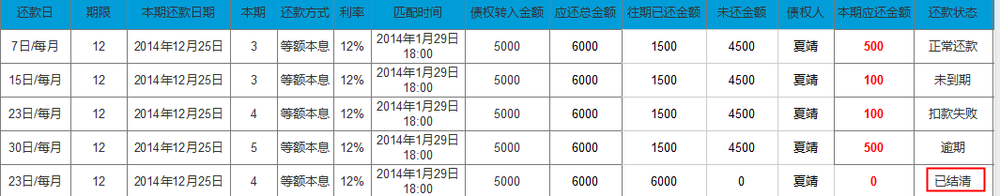 还款日 期限 本期还款日期 本期 还款方式 利率 匹配时间 债权转入金额 应还总金额 往期已还金额 未还金额 债权人 本期应还金额 还款状态
7日/每月 12 2014年12月25日 3 等额本息 12% 2014年1月29日 18:00 5000 6000 1500 4500 夏靖 500 正常还款
15日/每月 12 2014年12月25日 3 等额本息 12% 2014年1月29日 18:00 5000 6000 1500 4500 夏靖 100 未到期
23日/每月 12 2014年12月25日 4 等额本息 12% 2014年1月29日 18:00 5000 6000 1500 4500 夏靖 100 扣款失败
30日/每月 12 2014年12月25日 5 等额本息 12% 2014年1月29日 18:00 5000 6000 1500 4500 夏靖 500 逾期
23日/每月 12 2014年12月25日 4 等额本息 12% 2014年1月29日 18:00 5000 6000 6000 0 夏靖 0 已结清